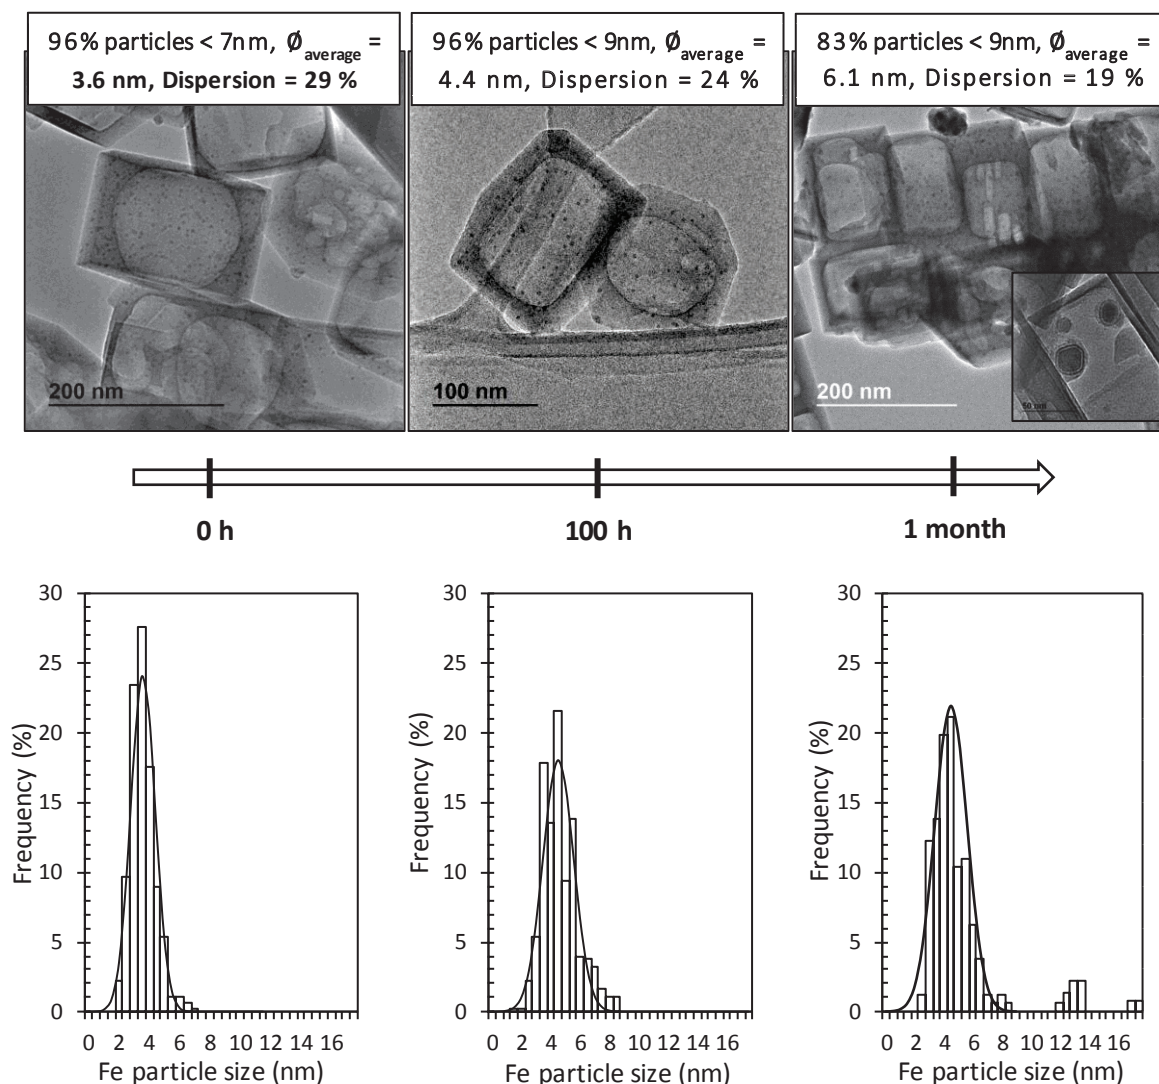 96% particles < 7nm, Ø average =
3.6 nm, Dispersion = 29 %
96% particles < 9nm, Ø average =
4.4 nm, Dispersion = 24 %
83% particles < 9nm, Ø average =
6.1 nm, Dispersion = 19 %
200 nm
100 nm
200 nm
50 nm
0 h
100 h
1 month
30
25
20
15
10
5
0
Frequency (%)
0 2 4 6 8 10 12 14 16
Fe particle size (nm)
30
25
20
15
10
5
0
Frequency (%)
0 2 4 6 8 10 12 14 16
Fe particle size (nm)
30
25
20
15
10
5
0
Frequency (%)
0 2 4 6 8 10 12 14 16
Fe particle size (nm)